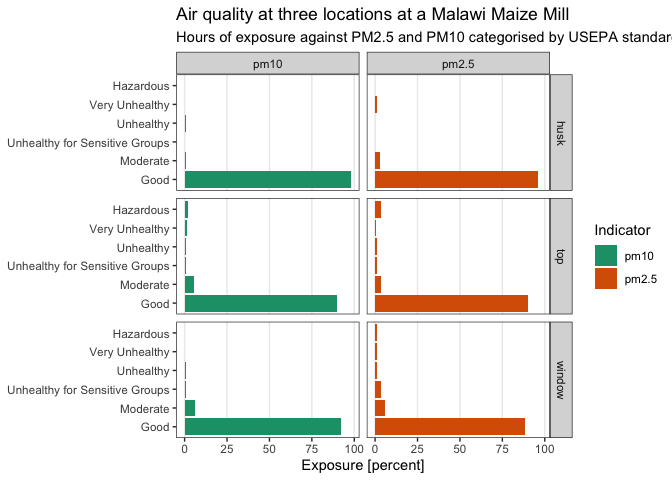 Air quality at three locations at a Malawi Maize Mill
Hours of exposure against PM2.5 and PM10 categorised by USEPA standar
pm10
pm2.5
Hazardous
Very Unhealthy
Unhealthy
Unhealthy for Sensitive Groups
Moderate
Good
husk
Hazardous
Very Unhealthy
Unhealthy
Unhealthy for Sensitive Groups
Moderate
Good
top
Hazardous
Very Unhealthy
Unhealthy
Unhealthy for Sensitive Groups
Moderate
Good
window
0 25 50 75 100
0 25 50 75 100
Exposure [percent]
Indicator
pm10
pm2.5